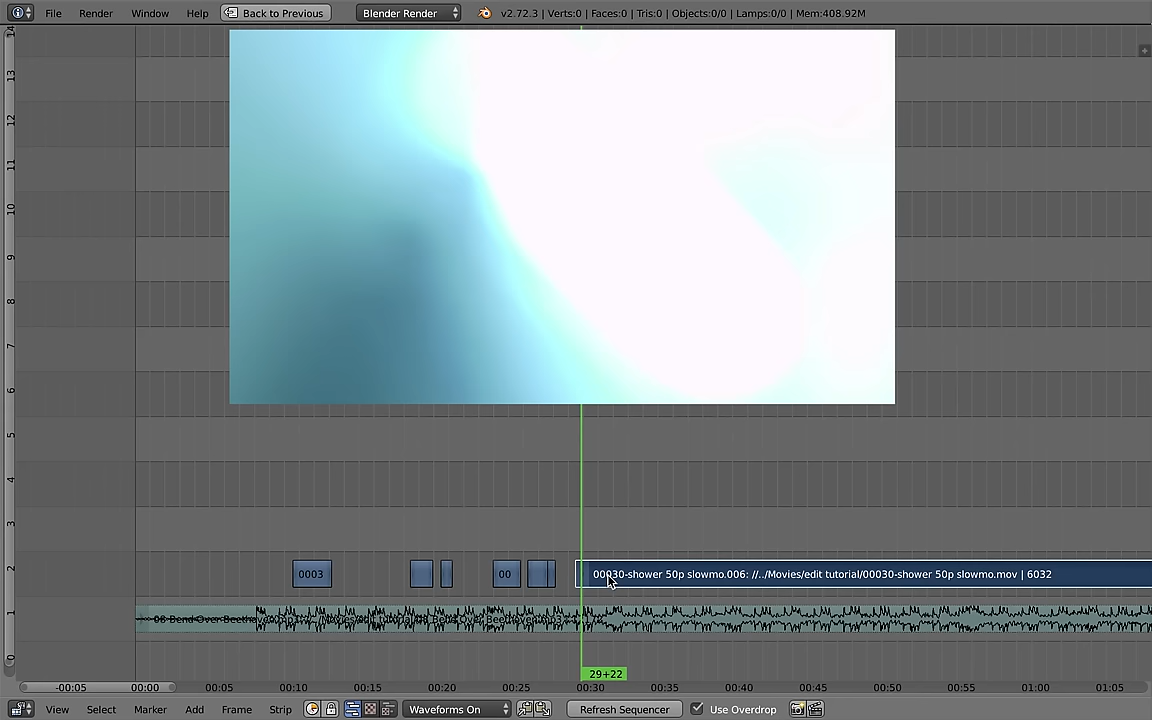 File Render Window Help Back to Previous Blender Render v2.72.3 | Verts:0 | Faces:0 | Tris:0 | Objects:0/0 | Lamps:0/0 | Mem:408.92M
14
13
12
11
10
9
8
7
6
5
4
3
2 0003 00 00030-shower 50p slowmo.006: //../Movies/edit tutorial/00030-shower 50p slowmo.mov | 6032
1 08 Bend Over Beethoven.mp3
0
29+22
-00:05 00:00 00:05 00:10 00:15 00:20 00:25 00:30 00:35 00:40 00:45 00:50 00:55 01:00 01:05
View Select Marker Add Frame Strip Waveforms On Refresh Sequencer Use Overdrop